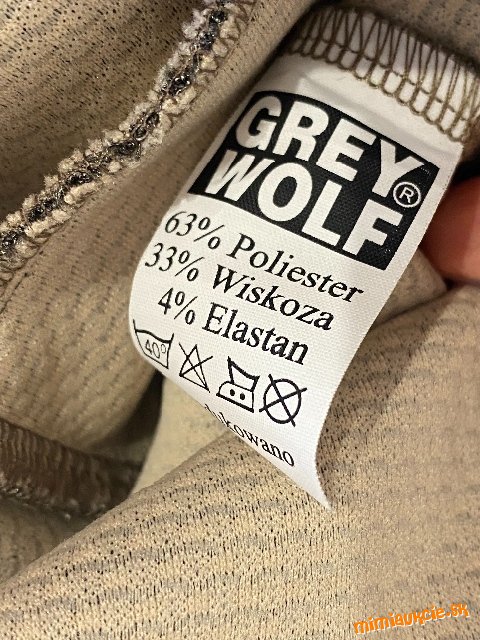 GREY
WOLF®
63% Poliester
33% Wiskoza
4% Elastan
40°
mimiaukcie.sk